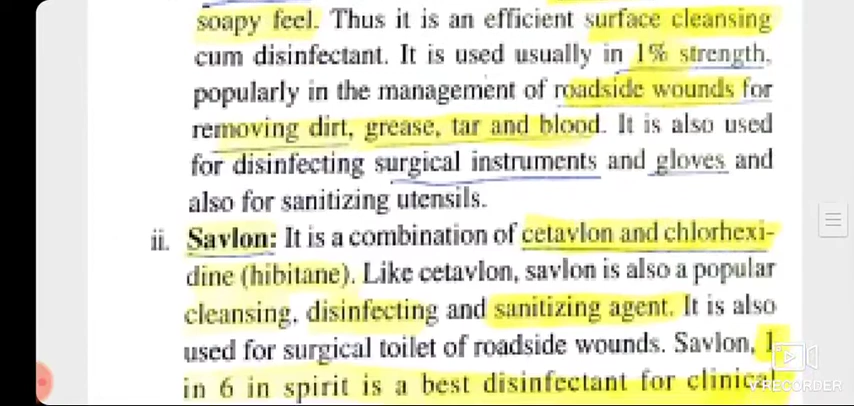 soapy feel. Thus it is an efficient surface cleansing
cum disinfectant. It is used usually in 1% strength,
popularly in the management of roadside wounds for
removing dirt, grease, tar and blood. It is also used
for disinfecting surgical instruments and gloves and
also for sanitizing utensils.
ii. Savlon: It is a combination of cetavlon and chlorhexi-
dine (hibitane). Like cetavlon, savlon is also a popular
cleansing, disinfecting and sanitizing agent. It is also
used for surgical toilet of roadside wounds. Savlon, 1
in 6 in spirit is a best disinfectant for clinical
V RECORDER